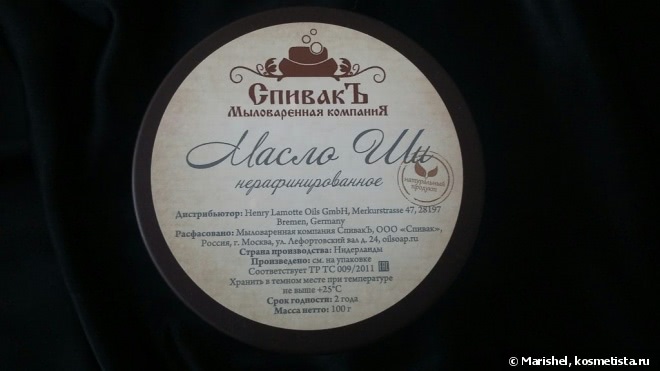 СпивакЪ
Мыловаренная компаниЯ
Масло Ши
нерафинированное
натуральный
продукт
Дистрибьютор: Henry Lamotte Oils GmbH, Merkurstrasse 47, 28197
Bremen, Germany
Расфасовано: Мыловаренная компания СпивакЪ, ООО «Спивак»,
Россия, г. Москва, ул. Лефортовский вал д. 24, oilsoap.ru
Страна производства: Нидерланды
Произведено: см. на упаковке
Соответствует ТР ТС 009/2011
Хранить в темном месте при температуре
не выше +25°C
Срок годности: 2 года
Масса нетто: 100 г
© Marishel, kosmetista.ru